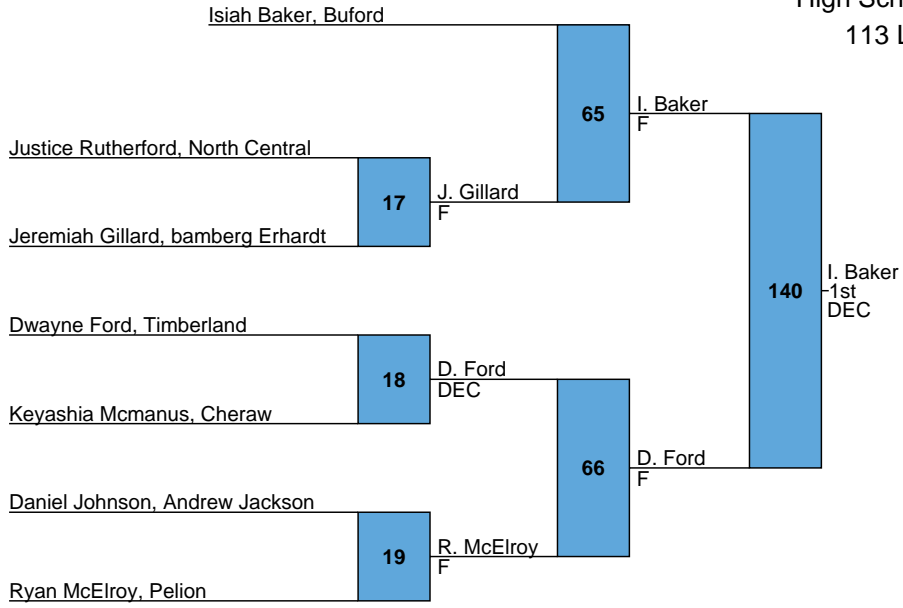 High Sch
113 L
Isiah Baker, Buford
65
I. Baker
F
Justice Rutherford, North Central
17
J. Gillard
F
Jeremiah Gillard, bamberg Erhardt
140
I. Baker
1st
DEC
Dwayne Ford, Timberland
18
D. Ford
DEC
Keyashia Mcmanus, Cheraw
66
D. Ford
F
Daniel Johnson, Andrew Jackson
19
R. McElroy
F
Ryan McElroy, Pelion